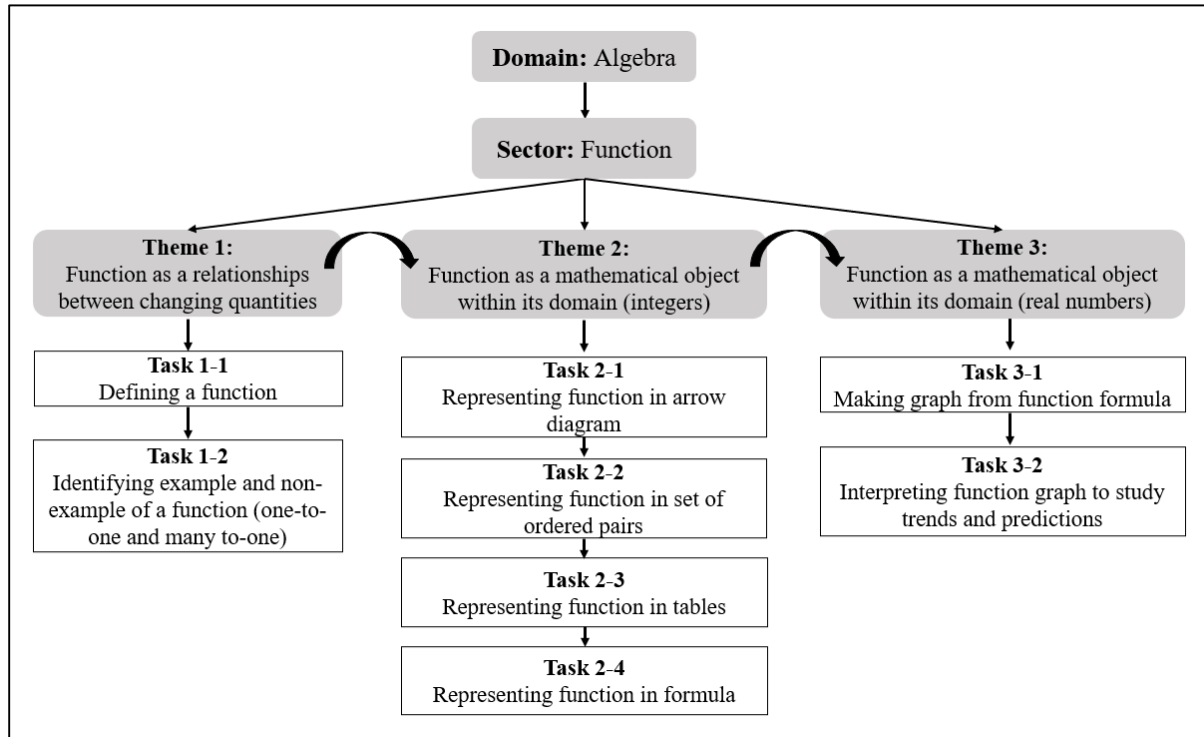 Domain: Algebra
Sector: Function
Theme 1:
Function as a relationships
between changing quantities
Theme 2:
Function as a mathematical object
within its domain (integers)
Theme 3:
Function as a mathematical object
within its domain (real numbers)
Task 1-1
Defining a function
Task 1-2
Identifying example and non-
example of a function (one-to-
one and many to-one)
Task 2-1
Representing function in arrow
diagram
Task 2-2
Representing function in set of
ordered pairs
Task 2-3
Representing function in tables
Task 2-4
Representing function in formula
Task 3-1
Making graph from function formula
Task 3-2
Interpreting function graph to study
trends and predictions